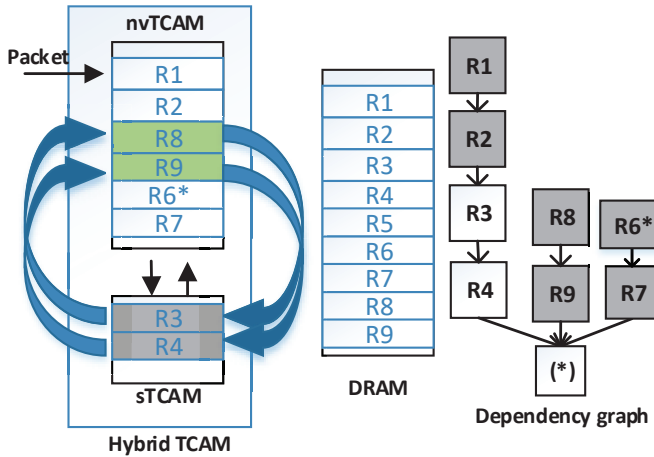 nvTCAM
Packet
R1
R2
R8
R9
R6*
R7
R3
R4
sTCAM
Hybrid TCAM
R1
R2
R3
R4
R5
R6
R7
R8
R9
DRAM
R1
R2
R3
R4
R8
R9
R6*
R7
(*)
Dependency graph